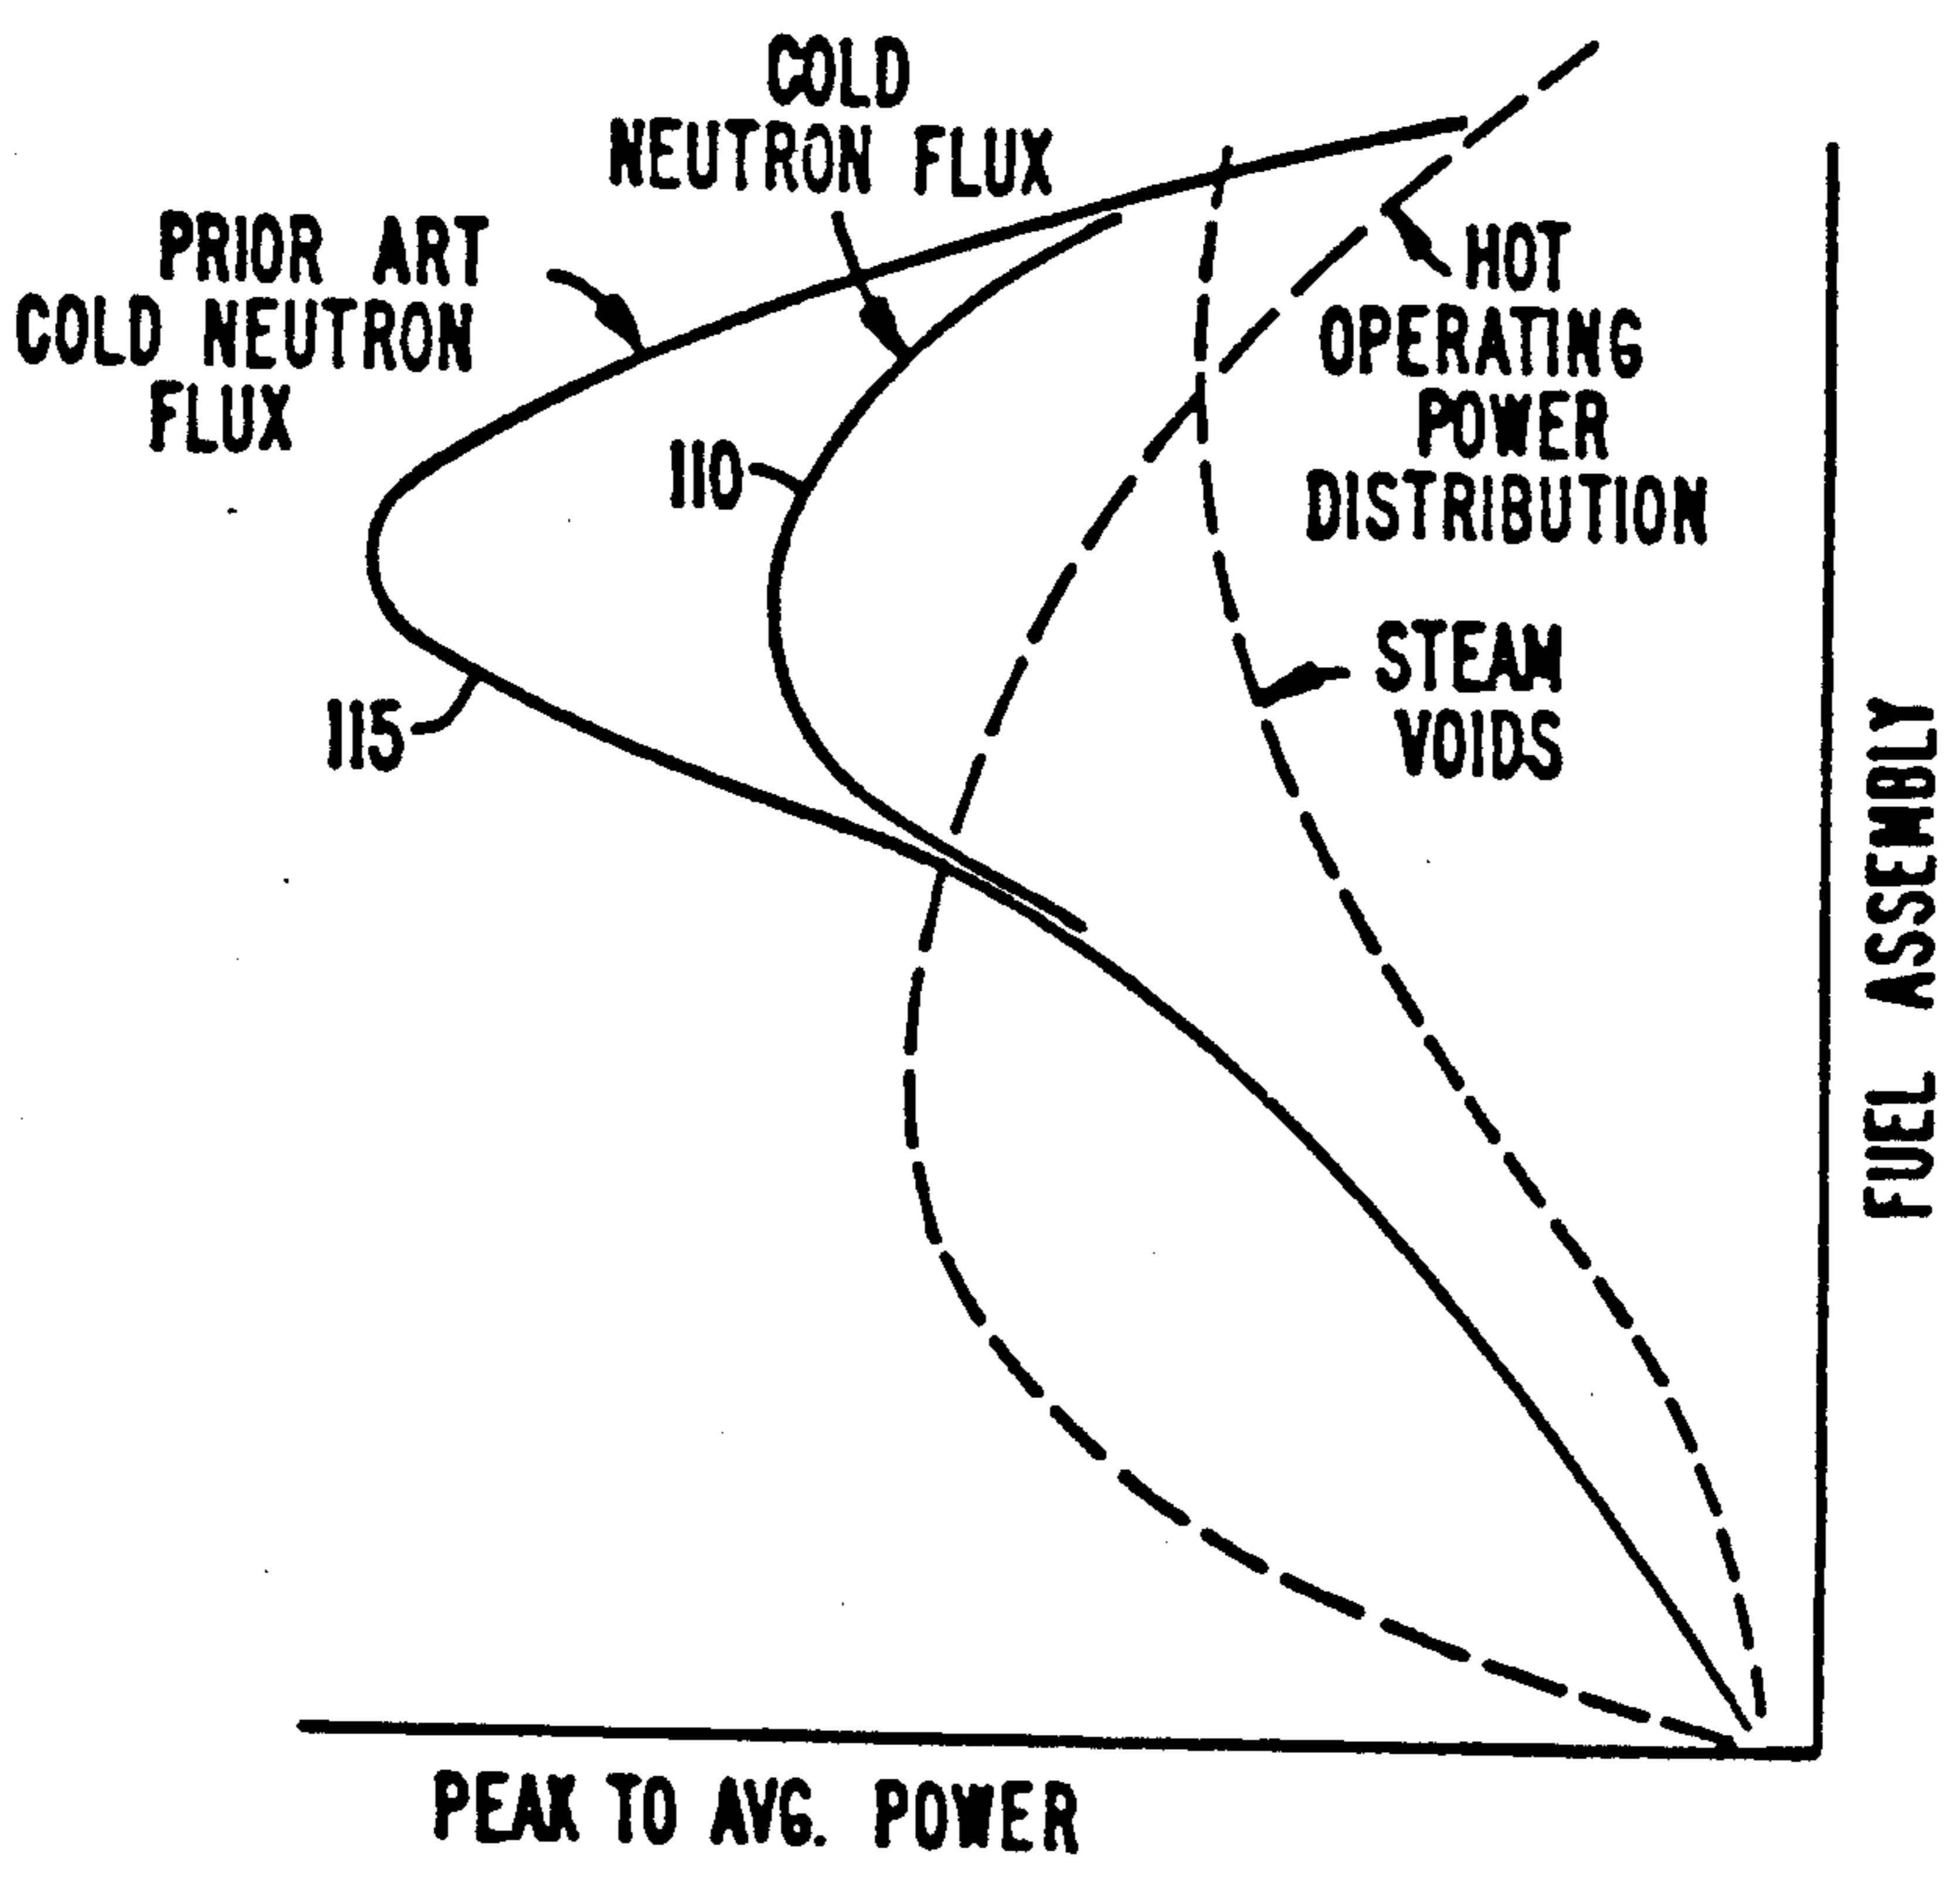 COLD
NEUTRON FLUX
PRIOR ART
COLD NEUTRON
FLUX
110
115
HOT
OPERATING
POWER
DISTRIBUTION
STEAM
VOIDS
FUEL ASSEMBLY
PEAK TO AVG. POWER